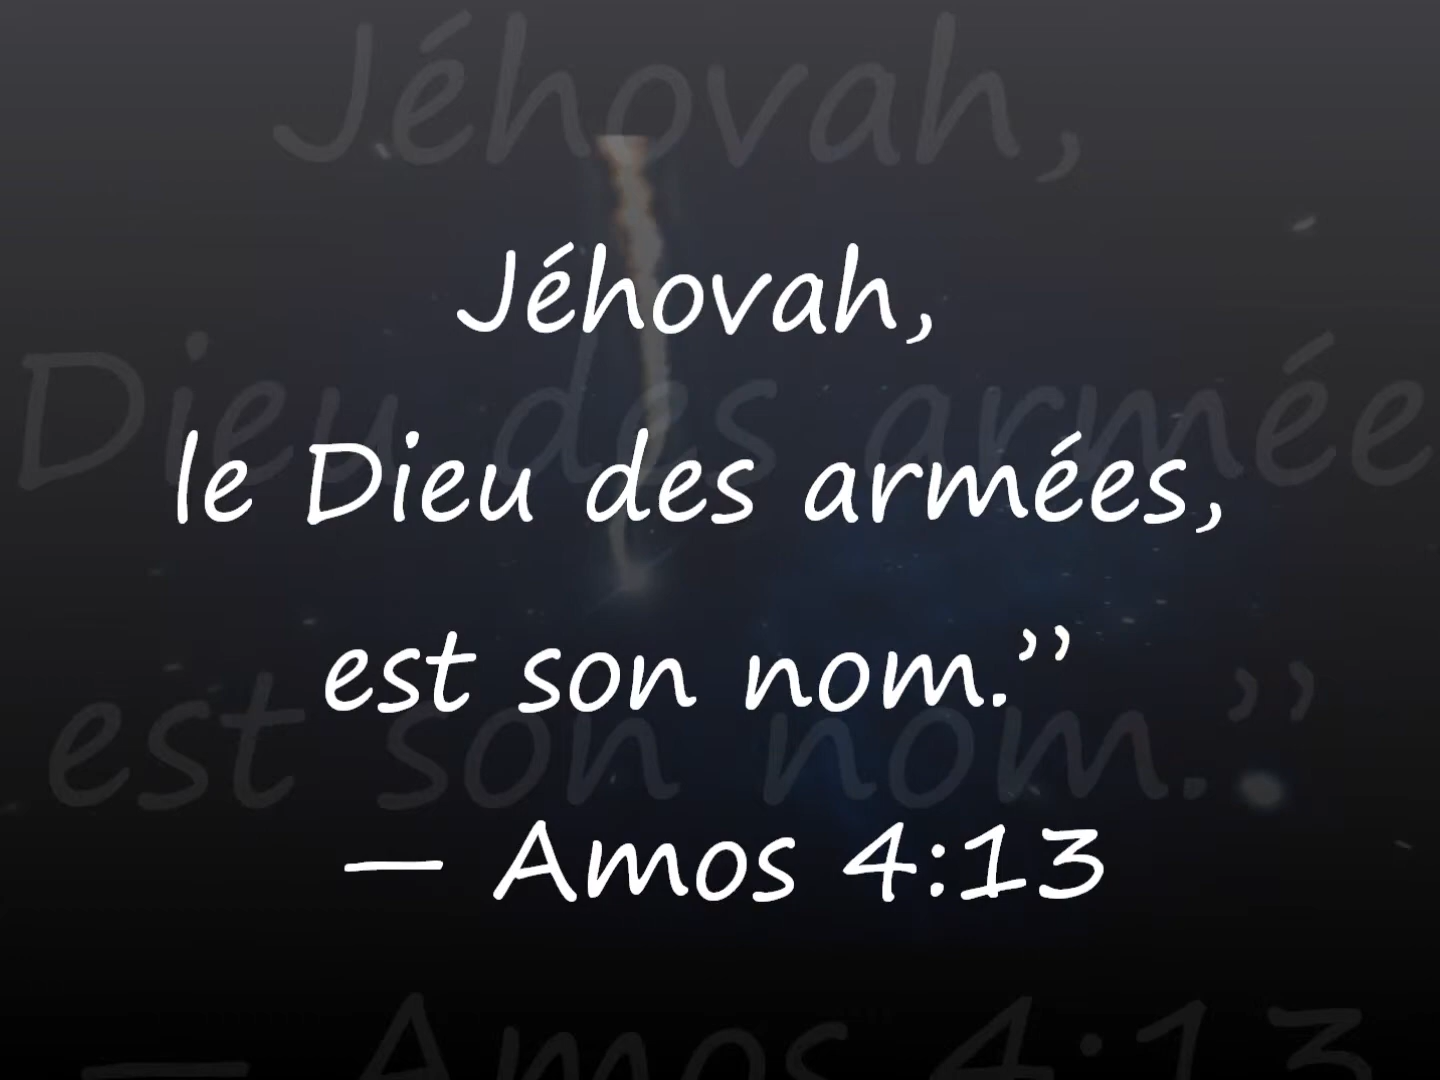 Jéhovah,
le Dieu des armées,
est son nom.’’
— Amos 4:13